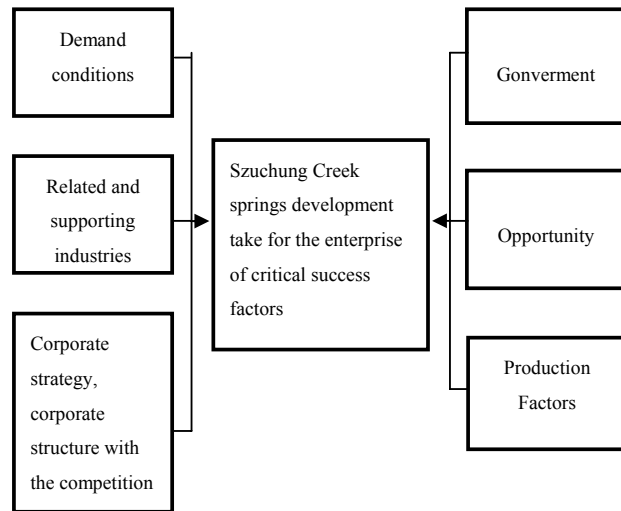 Demand
conditions
Related and
supporting
industries
Corporate
strategy,
corporate
structure with
the competition
Szuchung Creek
springs development
take for the enterprise
of critical success
factors
Gonverment
Opportunity
Production
Factors